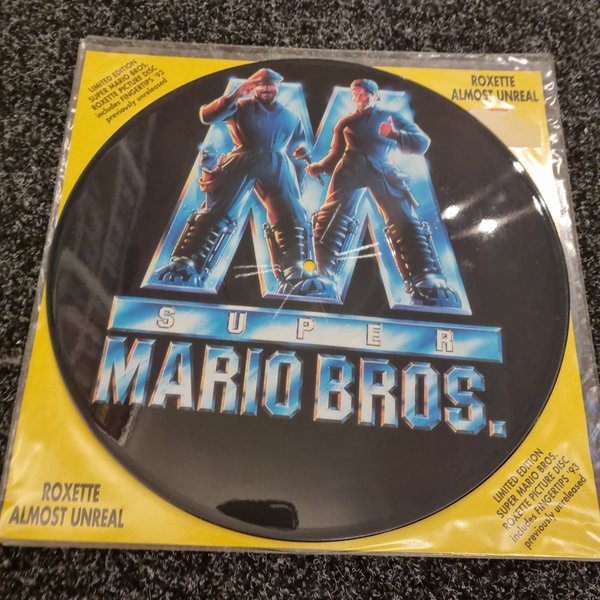 LIMITED EDITION
SUPER MARIO BROS.
ROXETTE PICTURE DISC
includes FINGERTIPS '93
previously unreleased
ROXETTE
ALMOST UNREAL
M
SUPER
MARIO BROS.
ROXETTE
ALMOST UNREAL
LIMITED EDITION
SUPER MARIO BROS.
ROXETTE PICTURE DISC
includes FINGERTIPS '93
previously unreleased